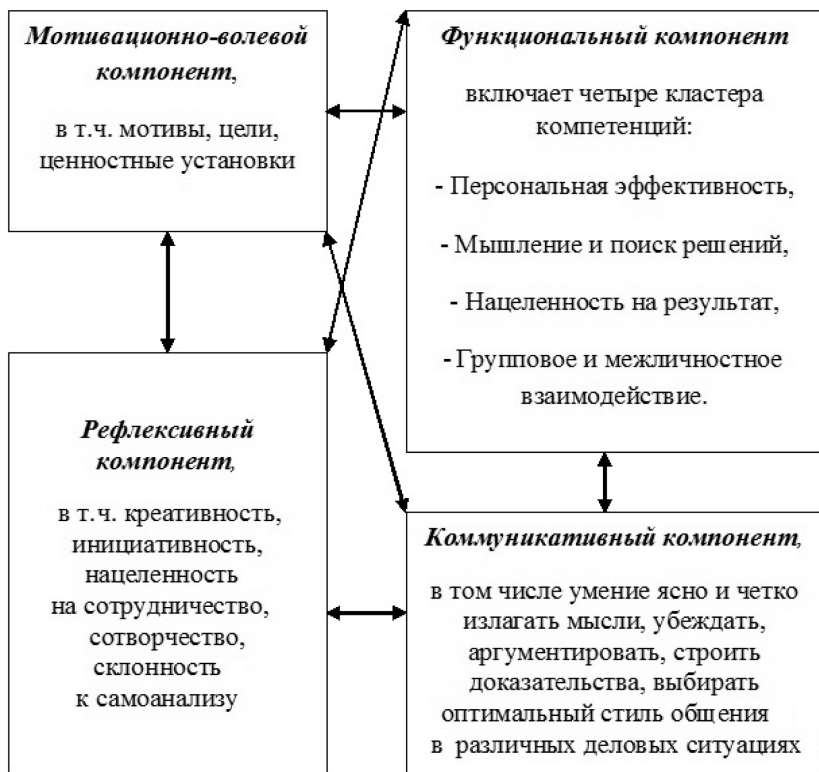 Мотивационно-волевой
компонент,
в т.ч. мотивы, цели,
ценностные установки
Функциональный компонент
включает четыре кластера
компетенций:
- Персональная эффективность,
- Мышление и поиск решений,
- Нацеленность на результат,
- Групповое и межличностное
взаимодействие.
Рефлексивный
компонент,
в т.ч. креативность,
инициативность,
нацеленность
на сотрудничество,
сотворчество,
склонность
к самоанализу
Коммуникативный компонент,
в том числе умение ясно и четко
излагать мысли, убеждать,
аргументировать, строить
доказательства, выбирать
оптимальный стиль общения
в различных деловых ситуациях